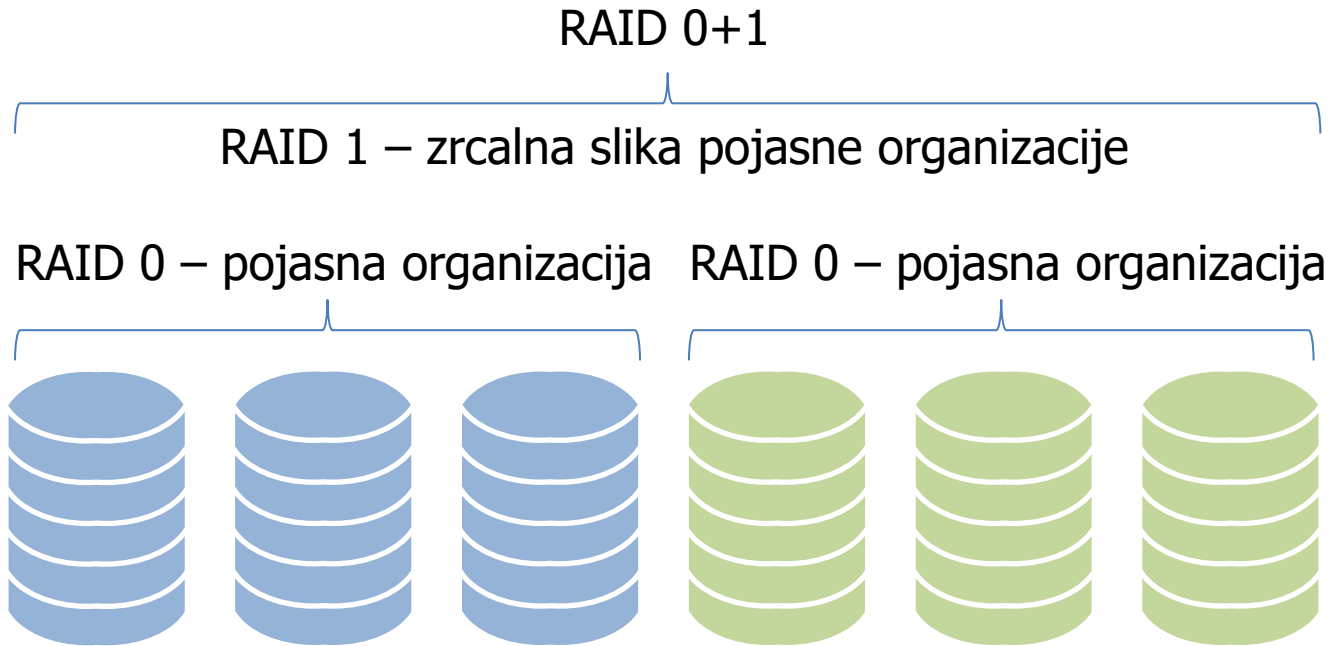 RAID 0+1
RAID 1 – zrcalna slika pojasne organizacije
RAID 0 – pojasna organizacija
RAID 0 – pojasna organizacija